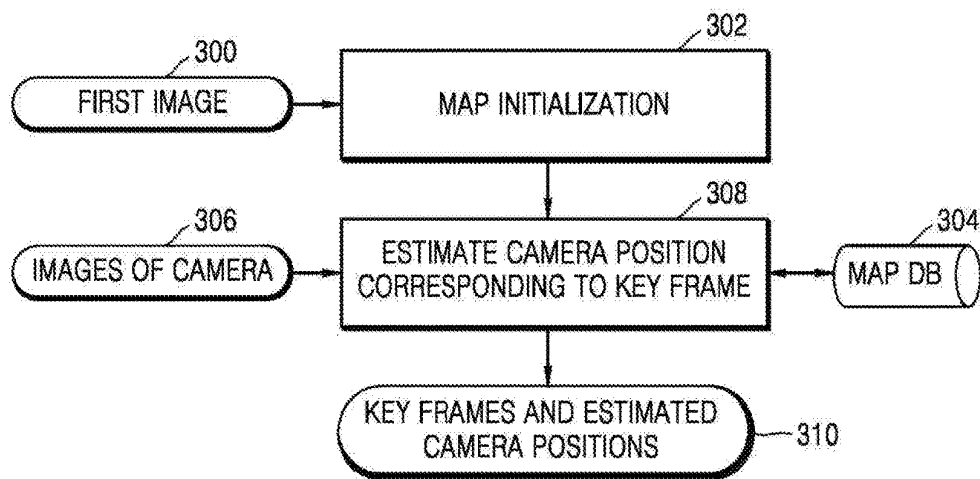 302
300
FIRST IMAGE
MAP INITIALIZATION
308
306
304
IMAGES OF CAMERA
ESTIMATE CAMERA POSITION
CORRESPONDING TO KEY FRAME
MAP DB
KEY FRAMES AND ESTIMATED
CAMERA POSITIONS
310